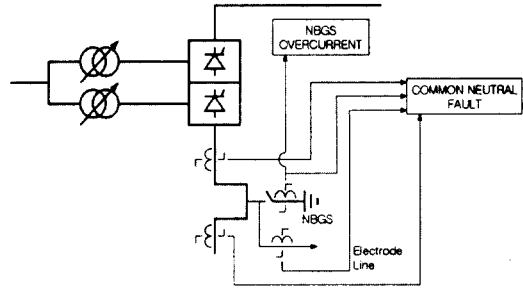 NBGS
OVERCURRENT
COMMON NEUTRAL
FAULT
NBGS
Electrode
Line